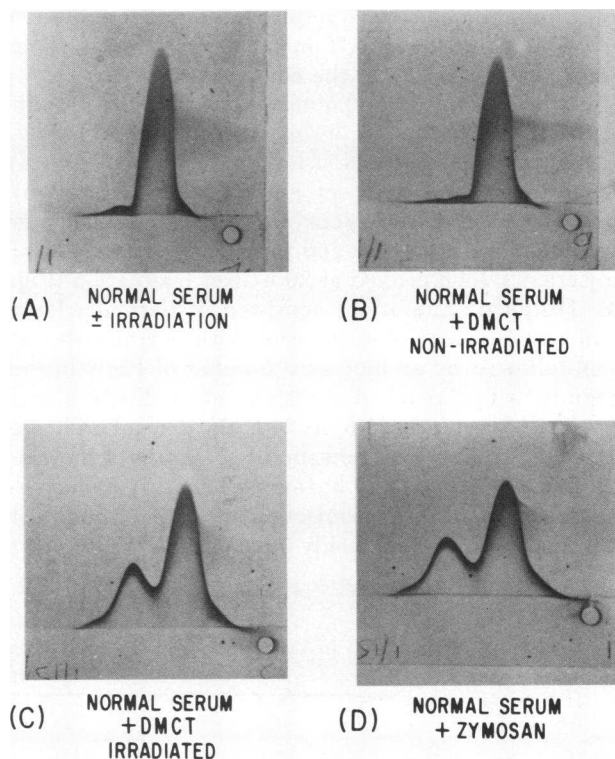 (A) NORMAL SERUM
± IRRADIATION
(B) NORMAL SERUM
+ DMCT
NON-IRRADIATED
(C) NORMAL SERUM
+ DMCT
IRRADIATED
(D) NORMAL SERUM
+ ZYMOSAN